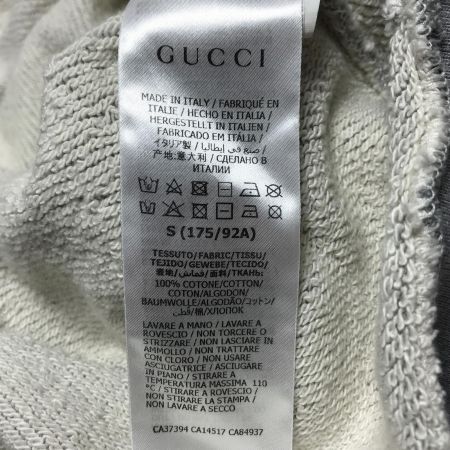 GUCCI
MADE IN ITALY / FABRIQUÉ EN
ITALIE / HECHO EN ITALIA /
HERGESTELLT IN ITALIEN /
FABRICADO EM ITÁLIA /
イタリア製 / صنع في إيطاليا /
产地:意大利 / СДЕЛАНО В
ИТАЛИИ
S (175/92A)
TESSUTO/FABRIC/TISSU/
TEJIDO/GEWEBE/TECIDO/
/قماش/面料/ТКАНЬ:
100% COTONE/COTTON/
COTON/ALGODON/
BAUMWOLLE/ALGODÃO/コットン/
قطن/棉/ХЛОПОК
LAVARE A MANO / LAVARE A
ROVESCIO / NON TORCERE O
STRIZZARE / NON LASCIARE IN
AMMOLLO / NON TRATTARE
CON CLORO / NON USARE
ASCIUGATRICE / ASCIUGARE
IN PIANO / STIRARE A
TEMPERATURA MASSIMA 110
°C / STIRARE A ROVESCIO /
NON STIRARE LA STAMPA /
NON LAVARE A SECCO
CA37394 CA14517 CA84937